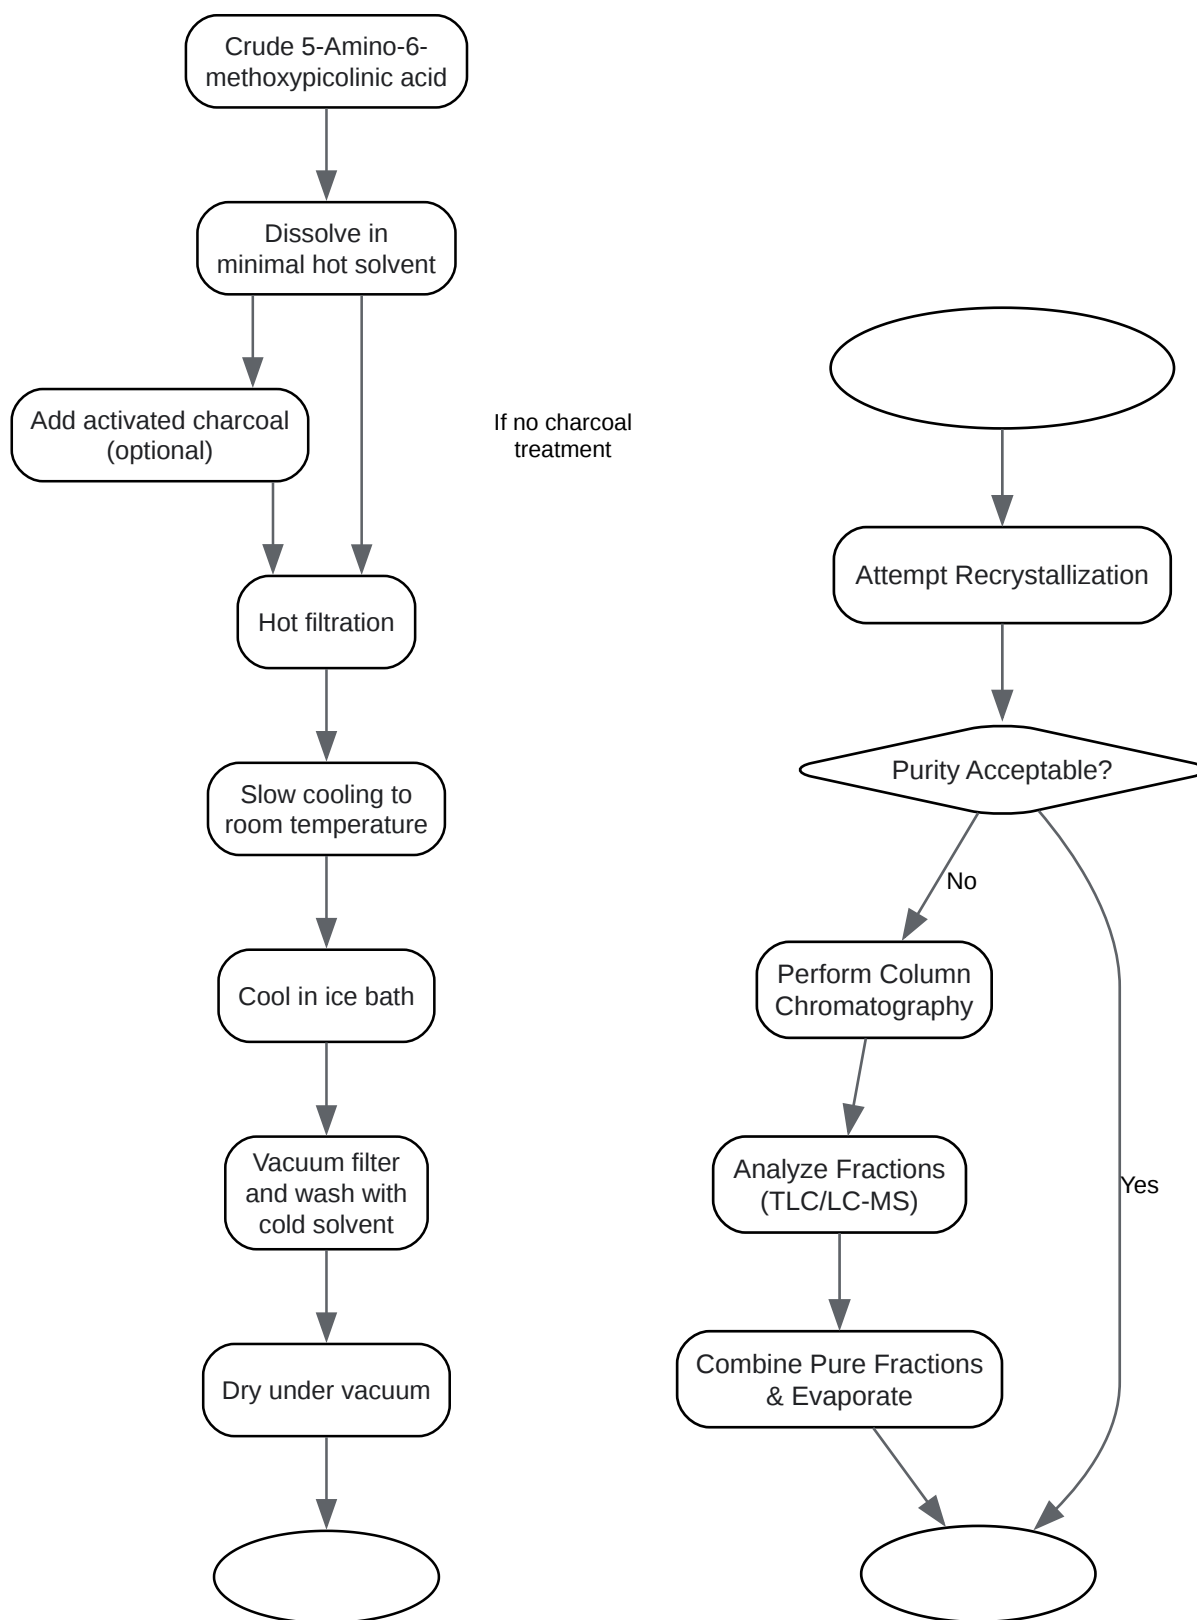 Crude 5-Amino-6-
methoxypicolinic acid
Dissolve in
minimal hot solvent
Add activated charcoal
(optional)
If no charcoal
treatment
Hot filtration
Slow cooling to
room temperature
Cool in ice bath
Vacuum filter
and wash with
cold solvent
Dry under vacuum
Attempt Recrystallization
Purity Acceptable?
No
Perform Column
Chromatography
Analyze Fractions
(TLC/LC-MS)
Yes
Combine Pure Fractions
& Evaporate